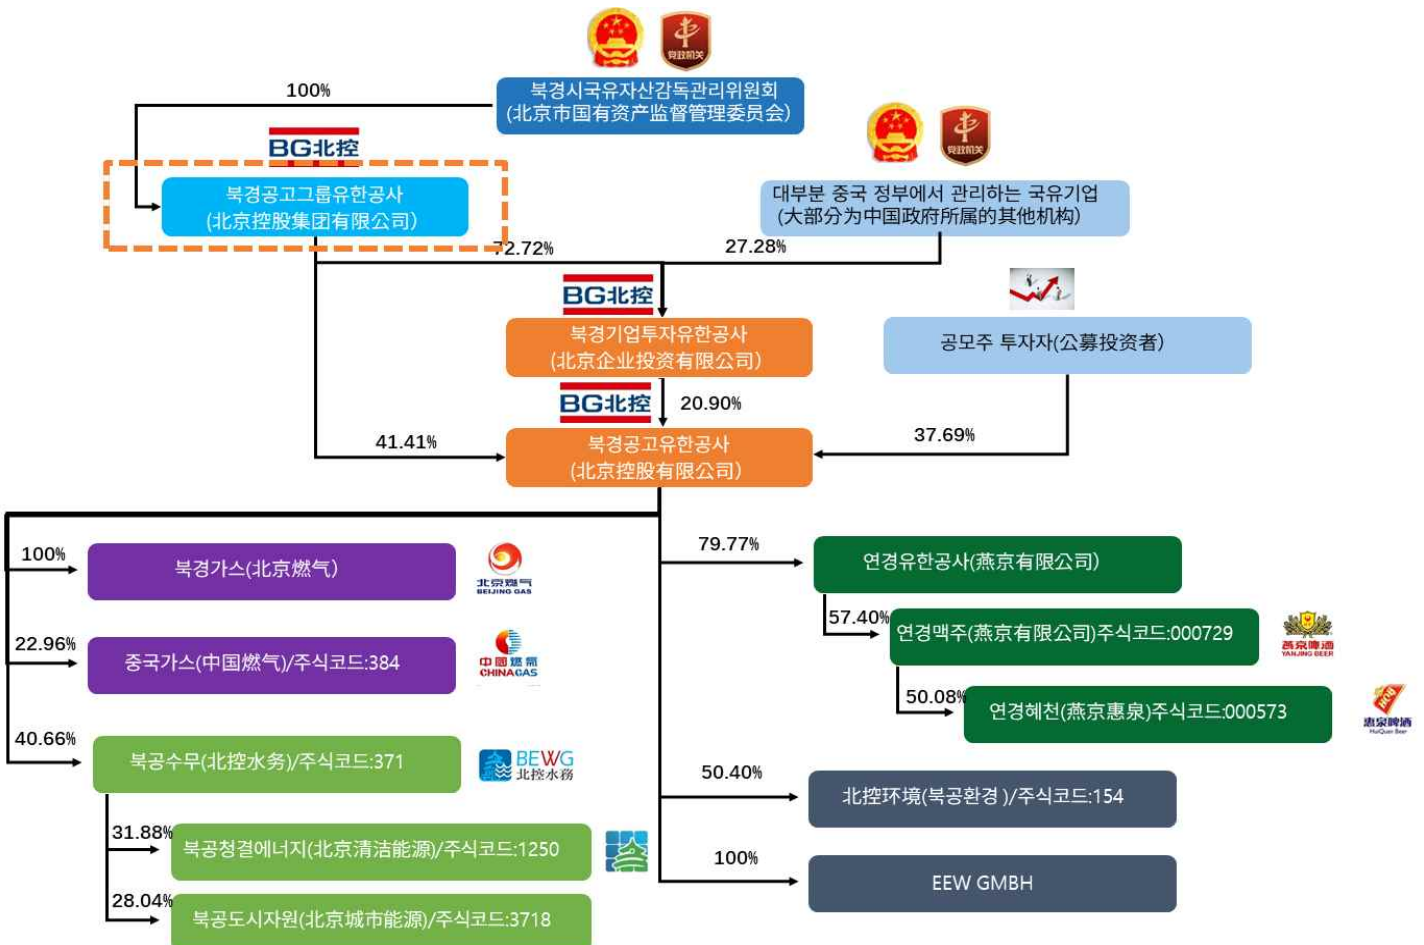 党政机关
북경시국유자산감독관리위원회
(北京市国有资产监督管理委员会)
100%
BG北控
党政机关
북경공고그룹유한공사
(北京控股集团有限公司)
대부분 중국 정부에서 관리하는 국유기업
(大部分为中国政府所属的其他机构)
72.72%
27.28%
BG北控
북경기업투자유한공사
(北京企业投资有限公司)
공모주 투자자(公募投资者)
BG北控
20.90%
41.41%
37.69%
북경공고유한공사
(北京控股有限公司)
100%
북경가스(北京燃气)
北京燃气
BEIJING GAS
79.77%
연경유한공사(燕京有限公司)
57.40%
연경맥주(燕京有限公司)주식코드:000729
燕京啤酒
YANJING BEER
22.96%
중국가스(中国燃气)/주식코드:384
中國燃氣
CHINAGAS
50.08%
연경혜천(燕京惠泉)주식코드:000573
惠泉啤酒
HuiQuan Beer
40.66%
북공수무(北控水务)/주식코드:371
BEWG
北控水務
50.40%
北控环境(북공환경 )/주식코드:154
31.88%
북공청결에너지(北京清洁能源)/주식코드:1250
100%
EEW GMBH
28.04%
북공도시자원(北京城市能源)/주식코드:3718